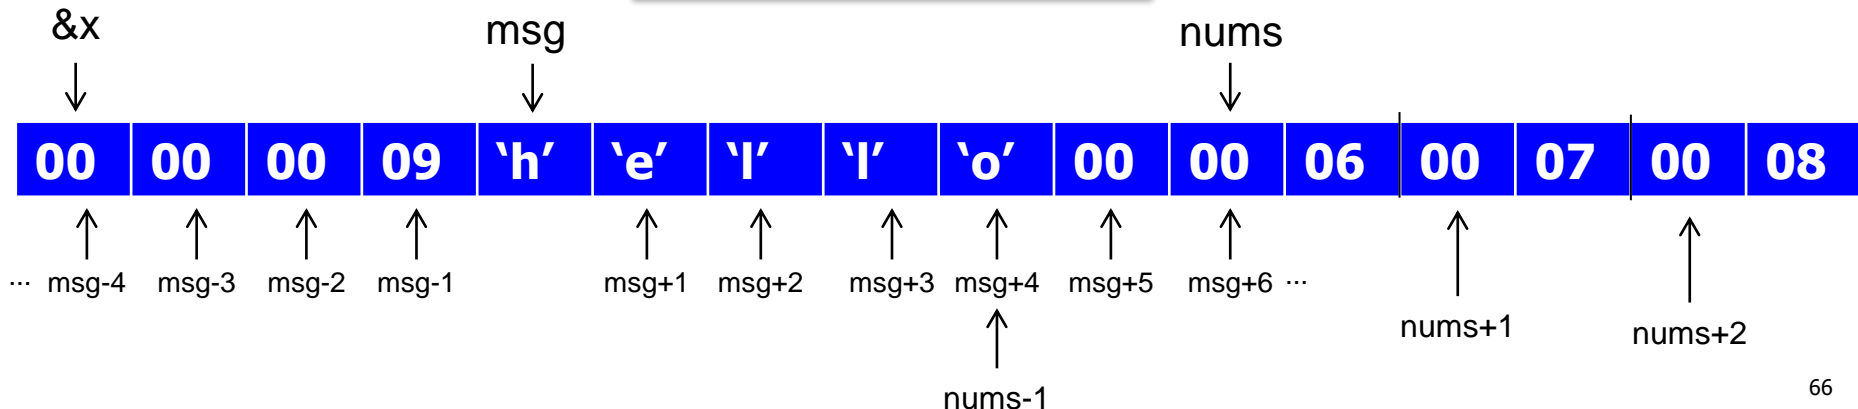 &x msg nums
00 00 00 09 ‘h’ ‘e’ ‘l’ ‘l’ ‘o’ 00 00 06 00 07 00 08
... msg-4 msg-3 msg-2 msg-1 msg+1 msg+2 msg+3 msg+4 msg+5 msg+6 ...
nums+1 nums+2
nums-1
66